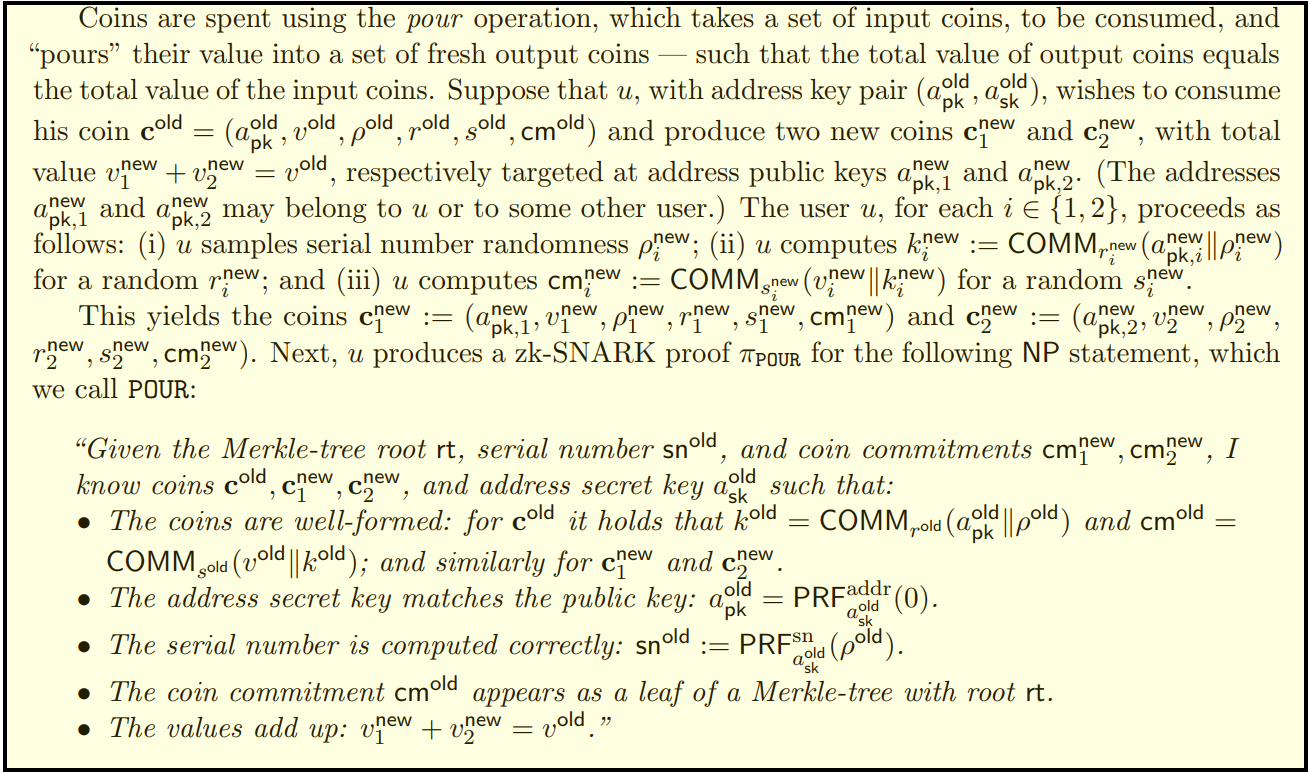 Coins are spent using the pour operation, which takes a set of input coins, to be consumed, and
“pours” their value into a set of fresh output coins — such that the total value of output coins equals
the total value of the input coins. Suppose that u, with address key pair (a_pk^old, a_sk^old), wishes to consume
his coin c^old = (a_pk^old, v^old, ρ^old, r^old, s^old, cm^old) and produce two new coins c_1^new and c_2^new, with total
value v_1^new + v_2^new = v^old, respectively targeted at address public keys a_pk,1^new and a_pk,2^new. (The addresses
a_pk,1^new and a_pk,2^new may belong to u or to some other user.) The user u, for each i ∈ {1, 2}, proceeds as
follows: (i) u samples serial number randomness ρ_i^new; (ii) u computes k_i^new := COMM_{r_i^new}(a_pk,i^new‖ρ_i^new)
for a random r_i^new; and (iii) u computes cm_i^new := COMM_{s_i^new}(v_i^new‖k_i^new) for a random s_i^new.
This yields the coins c_1^new := (a_pk,1^new, v_1^new, ρ_1^new, r_1^new, s_1^new, cm_1^new) and c_2^new := (a_pk,2^new, v_2^new, ρ_2^new,
r_2^new, s_2^new, cm_2^new). Next, u produces a zk-SNARK proof π_POUR for the following NP statement, which
we call POUR:
“Given the Merkle-tree root rt, serial number sn^old, and coin commitments cm_1^new, cm_2^new, I
know coins c^old, c_1^new, c_2^new, and address secret key a_sk^old such that:
• The coins are well-formed: for c^old it holds that k^old = COMM_{r^old}(a_pk^old‖ρ^old) and cm^old =
COMM_{s^old}(v^old‖k^old); and similarly for c_1^new and c_2^new.
• The address secret key matches the public key: a_pk^old = PRF_{a_sk^old}^addr(0).
• The serial number is computed correctly: sn^old := PRF_{a_sk^old}^sn(ρ^old).
• The coin commitment cm^old appears as a leaf of a Merkle-tree with root rt.
• The values add up: v_1^new + v_2^new = v^old.”